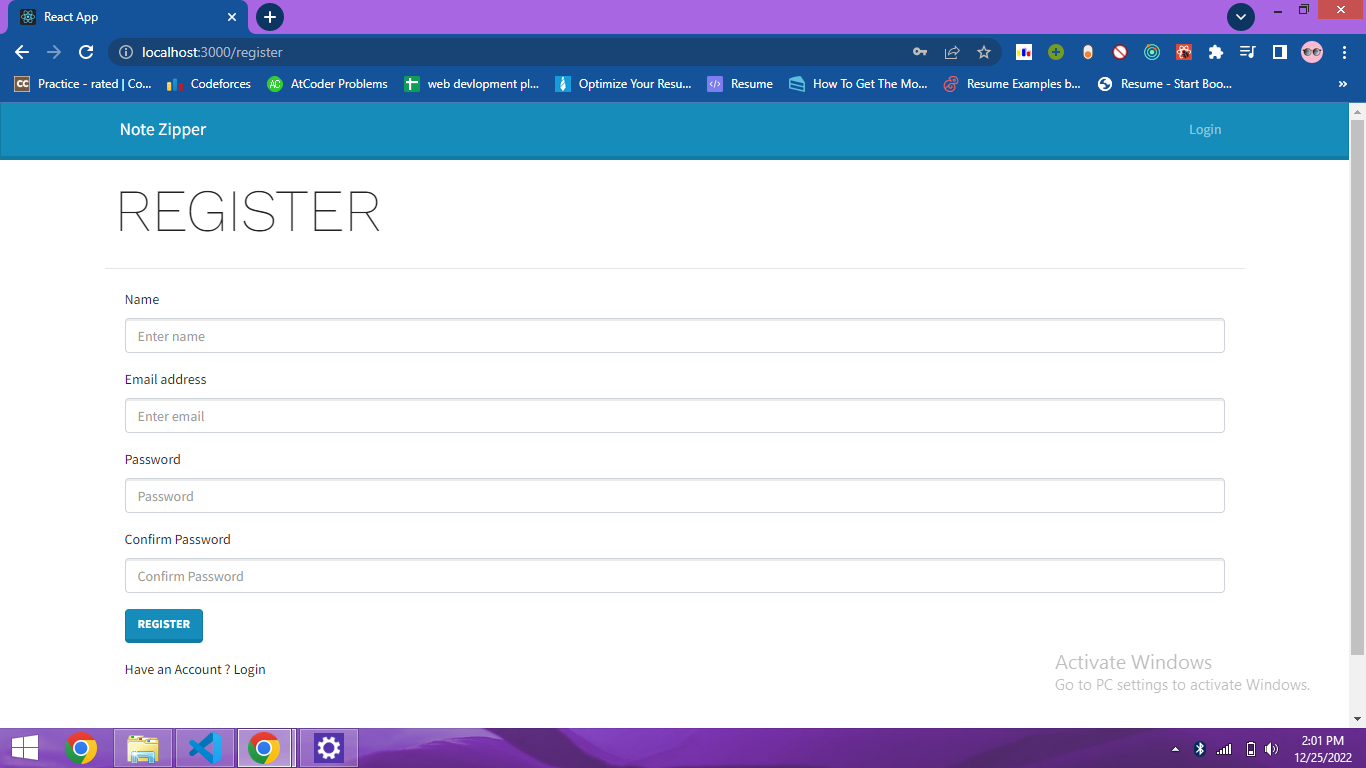 React App
localhost:3000/register
CC Practice - rated | Co...
Codeforces
AC AtCoder Problems
web devlopment pl...
Optimize Your Resu...
</> Resume
How To Get The Mo...
Resume Examples b...
Resume - Start Boo...
»
Note Zipper
Login
REGISTER
Name
Enter name
Email address
Enter email
Password
Password
Confirm Password
Confirm Password
REGISTER
Have an Account ? Login
Activate Windows
Go to PC settings to activate Windows.
2:01 PM
12/25/2022